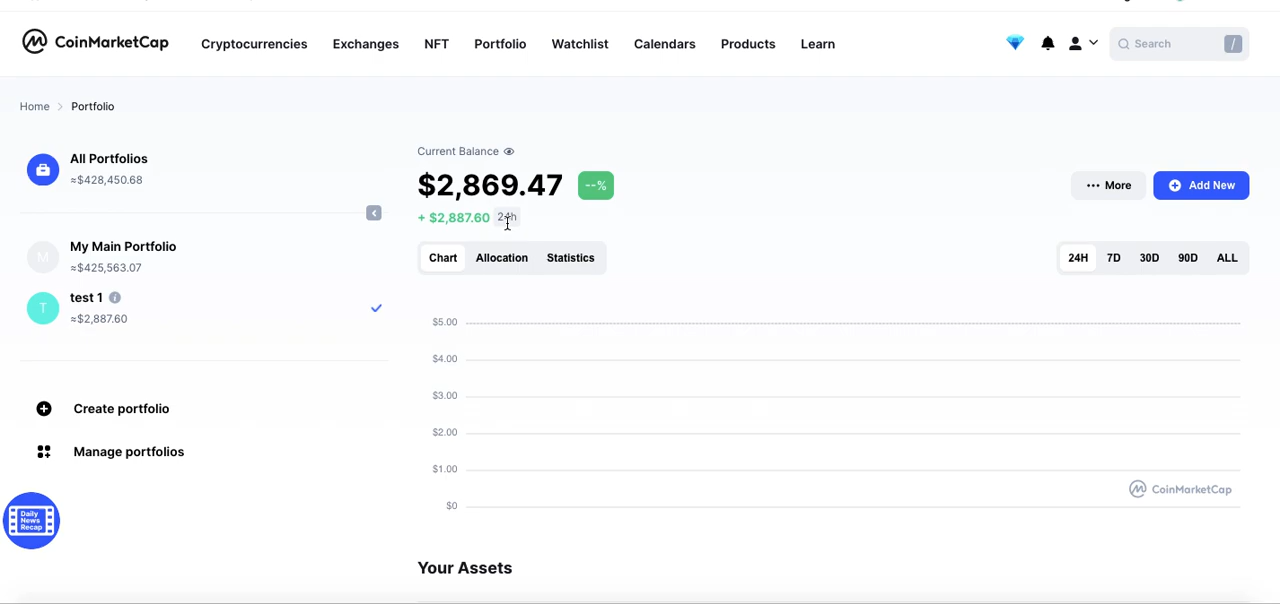 CoinMarketCap Cryptocurrencies Exchanges NFT Portfolio Watchlist Calendars Products Learn Search /
Home > Portfolio
All Portfolios
≈$428,450.68
My Main Portfolio
M
≈$425,563.07
test 1
T
≈$2,887.60
Create portfolio
Manage portfolios
Daily
News
Recap
Current Balance
$2,869.47 --%
+ $2,887.60 24h
More Add New
Chart Allocation Statistics
24H 7D 30D 90D ALL
$5.00
$4.00
$3.00
$2.00
$1.00
$0
CoinMarketCap
Your Assets